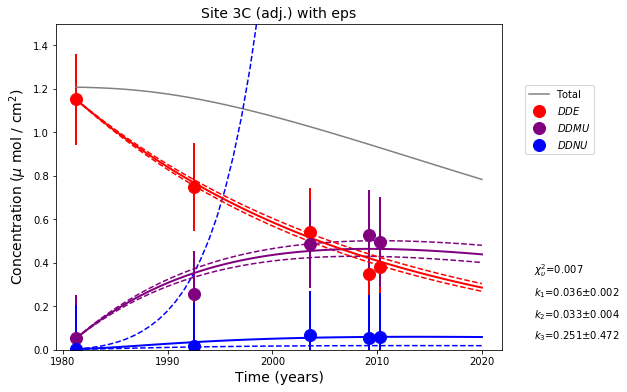 Site 3C (adj.) with eps
Concentration (μ mol / cm²)
1.4
1.2
1.0
0.8
0.6
0.4
0.2
0.0
1980 1990 2000 2010 2020
Time (years)
Total
DDE
DDMU
DDNU
χ²ᵤ=0.007
k₁=0.036±0.002
k₂=0.033±0.004
k₃=0.251±0.472